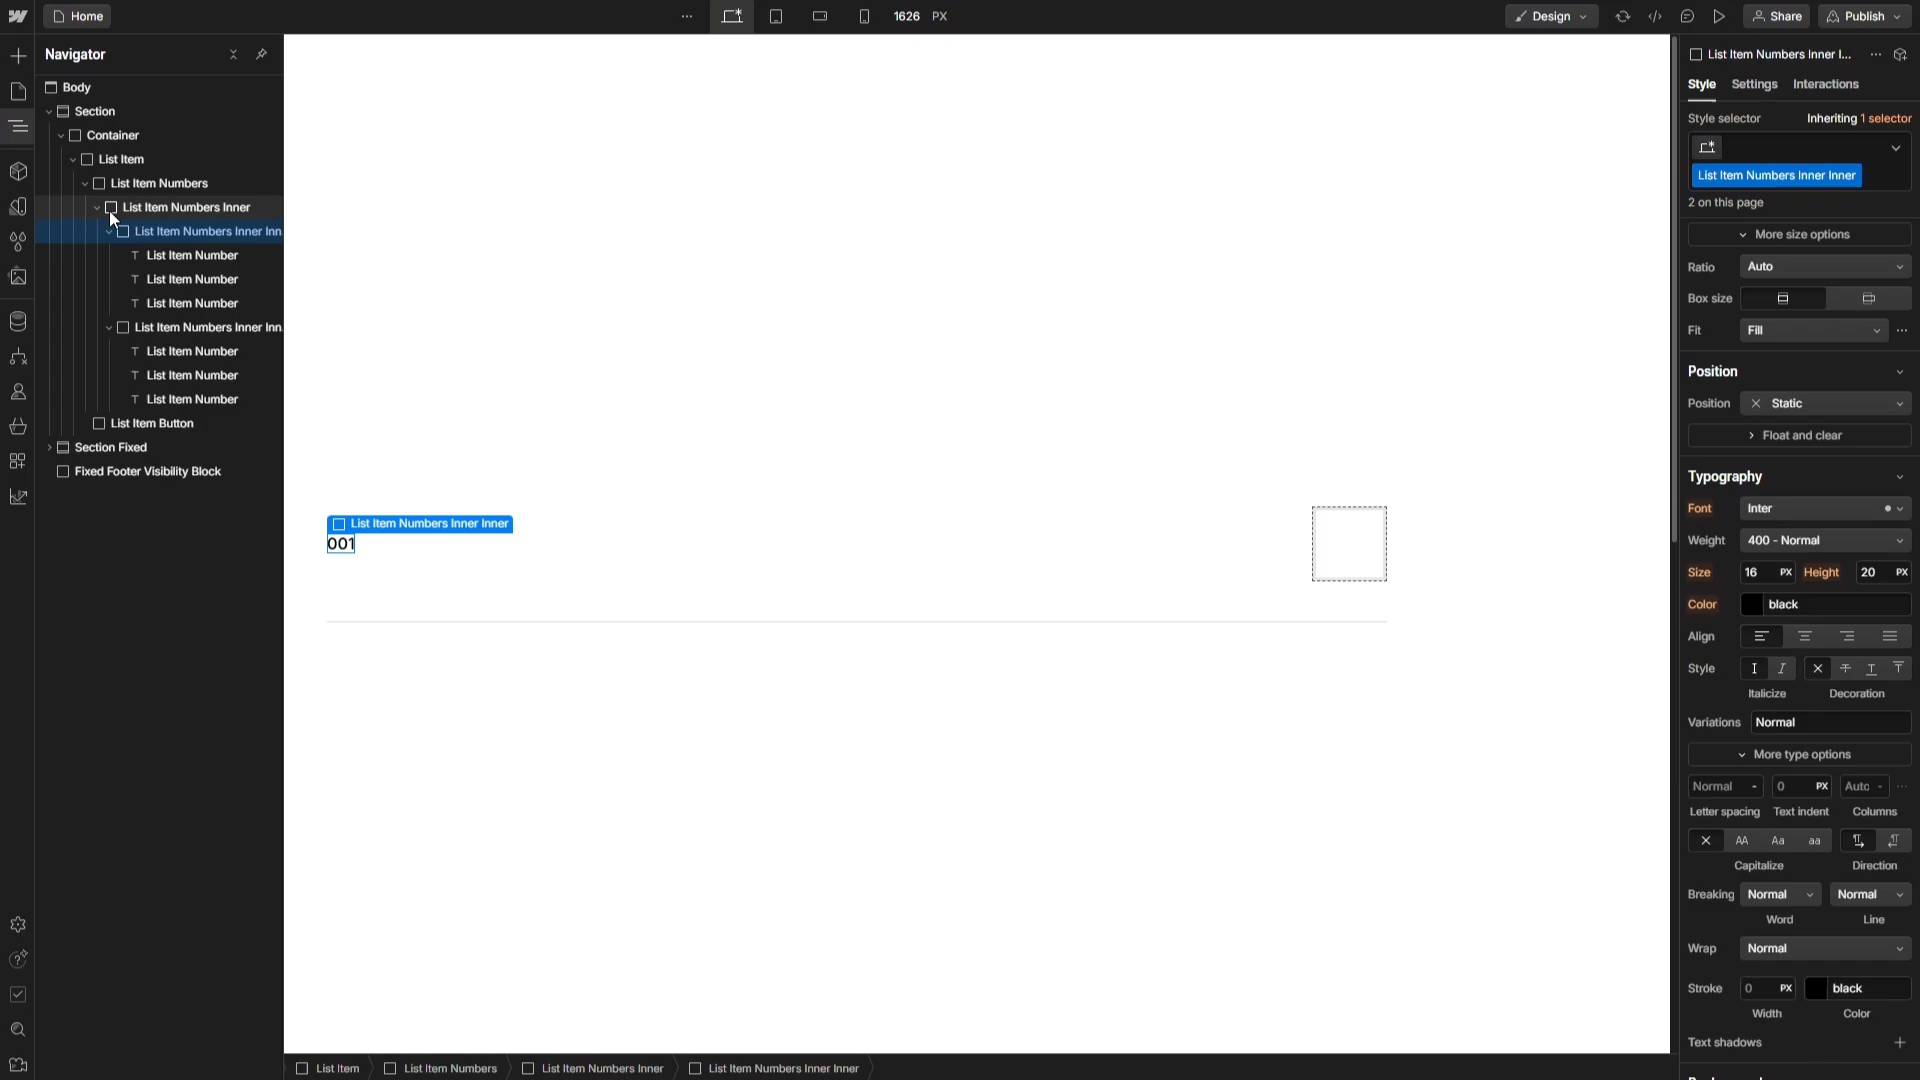 Home
1626 PX
Design
Share
Publish
Navigator
Body
Section
Container
List Item
List Item Numbers
List Item Numbers Inner
List Item Numbers Inner Inn
List Item Number
List Item Number
List Item Number
List Item Numbers Inner Inn
List Item Number
List Item Number
List Item Number
List Item Button
Section Fixed
Fixed Footer Visibility Block
List Item Numbers Inner Inner
001
List Item
List Item Numbers
List Item Numbers Inner
List Item Numbers Inner Inner
List Item Numbers Inner I...
Style Settings Interactions
Style selector Inheriting 1 selector
List Item Numbers Inner Inner
2 on this page
More size options
Ratio Auto
Box size
Fit Fill
Position
Position Static
Float and clear
Typography
Font Inter
Weight 400 - Normal
Size 16 PX Height 20 PX
Color black
Align
Style
Italicize Decoration
Variations Normal
More type options
Normal - 0 PX Auto -
Letter spacing Text indent Columns
AA Aa aa
Capitalize Direction
Breaking Normal Normal
Word Line
Wrap Normal
Stroke 0 PX black
Width Color
Text shadows